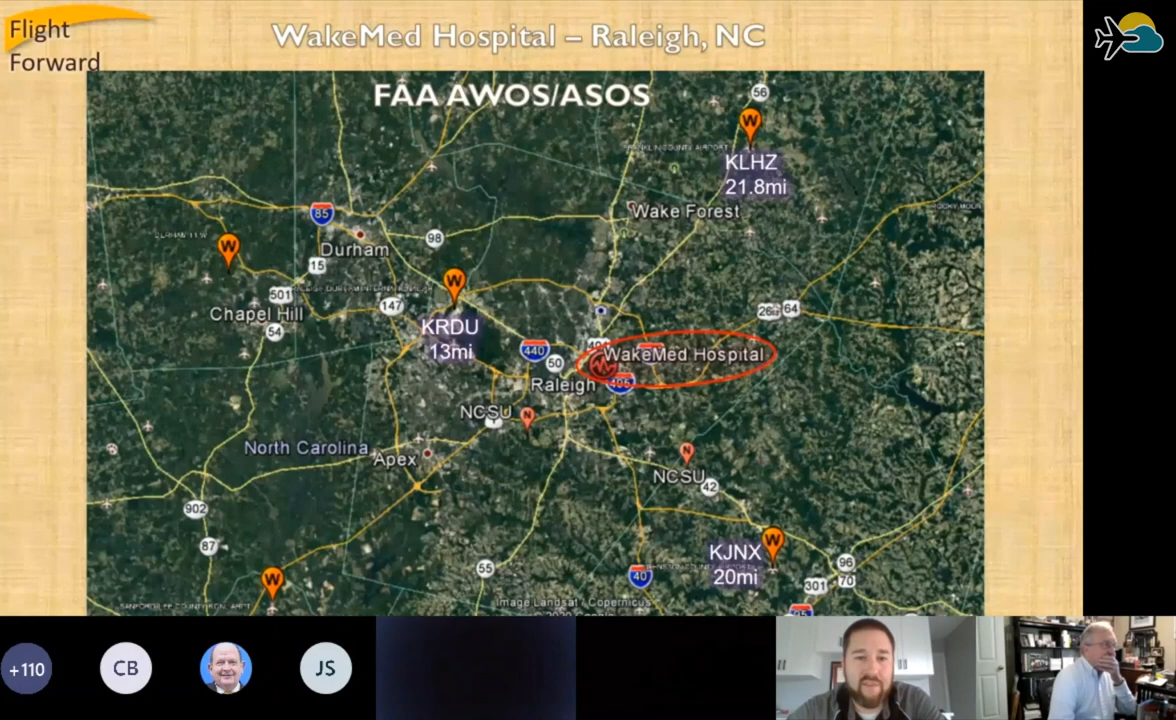 Flight
Forward
WakeMed Hospital – Raleigh, NC
FAA AWOS/ASOS
56
W
KLHZ
21.8mi
Wake Forest
85
W
Durham
98
15
W
501
147
Chapel Hill
54
KRDU
13mi
264
64
440
50
WakeMed Hospital
Raleigh
NCSU
N
1
North Carolina
Apex
N
NCSU
42
902
87
W
KJNX
20mi
55
W
40
96
70
301
Image Landsat / Copernicus
+110
CB
JS